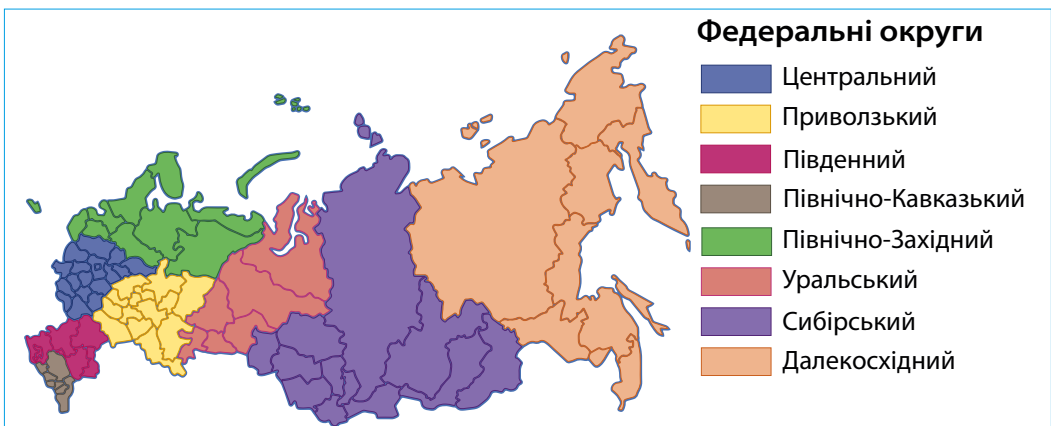 Федеральні округи
Центральний
Приволзький
Південний
Північно-Кавказький
Північно-Західний
Уральський
Сибірський
Далекосхідний